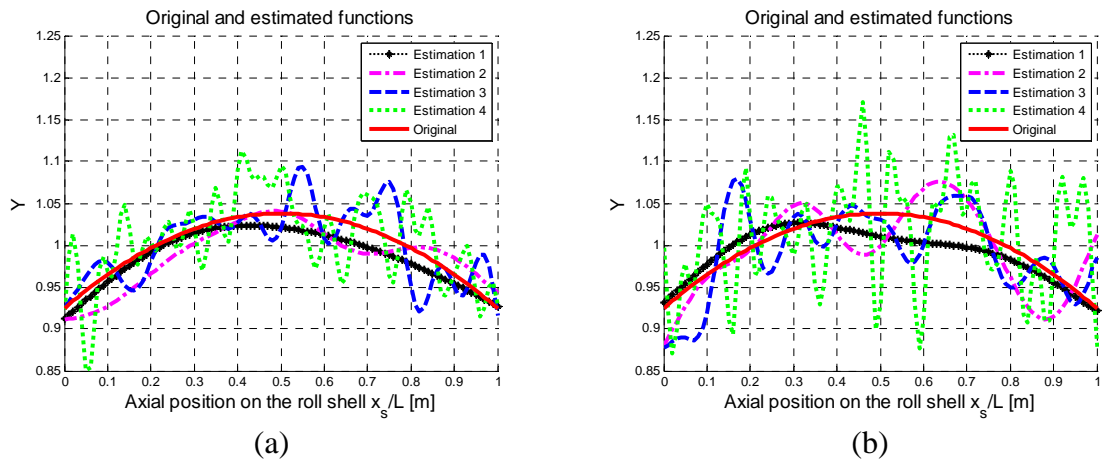 Original and estimated functions
1.25
1.2
1.15
1.1
1.05
1
0.95
0.9
0.85
Y
Estimation 1
Estimation 2
Estimation 3
Estimation 4
Original
0 0.1 0.2 0.3 0.4 0.5 0.6 0.7 0.8 0.9 1
Axial position on the roll shell x_s/L [m]
(a)
Original and estimated functions
1.25
1.2
1.15
1.1
1.05
1
0.95
0.9
0.85
Y
Estimation 1
Estimation 2
Estimation 3
Estimation 4
Original
0 0.1 0.2 0.3 0.4 0.5 0.6 0.7 0.8 0.9 1
Axial position on the roll shell x_s/L [m]
(b)